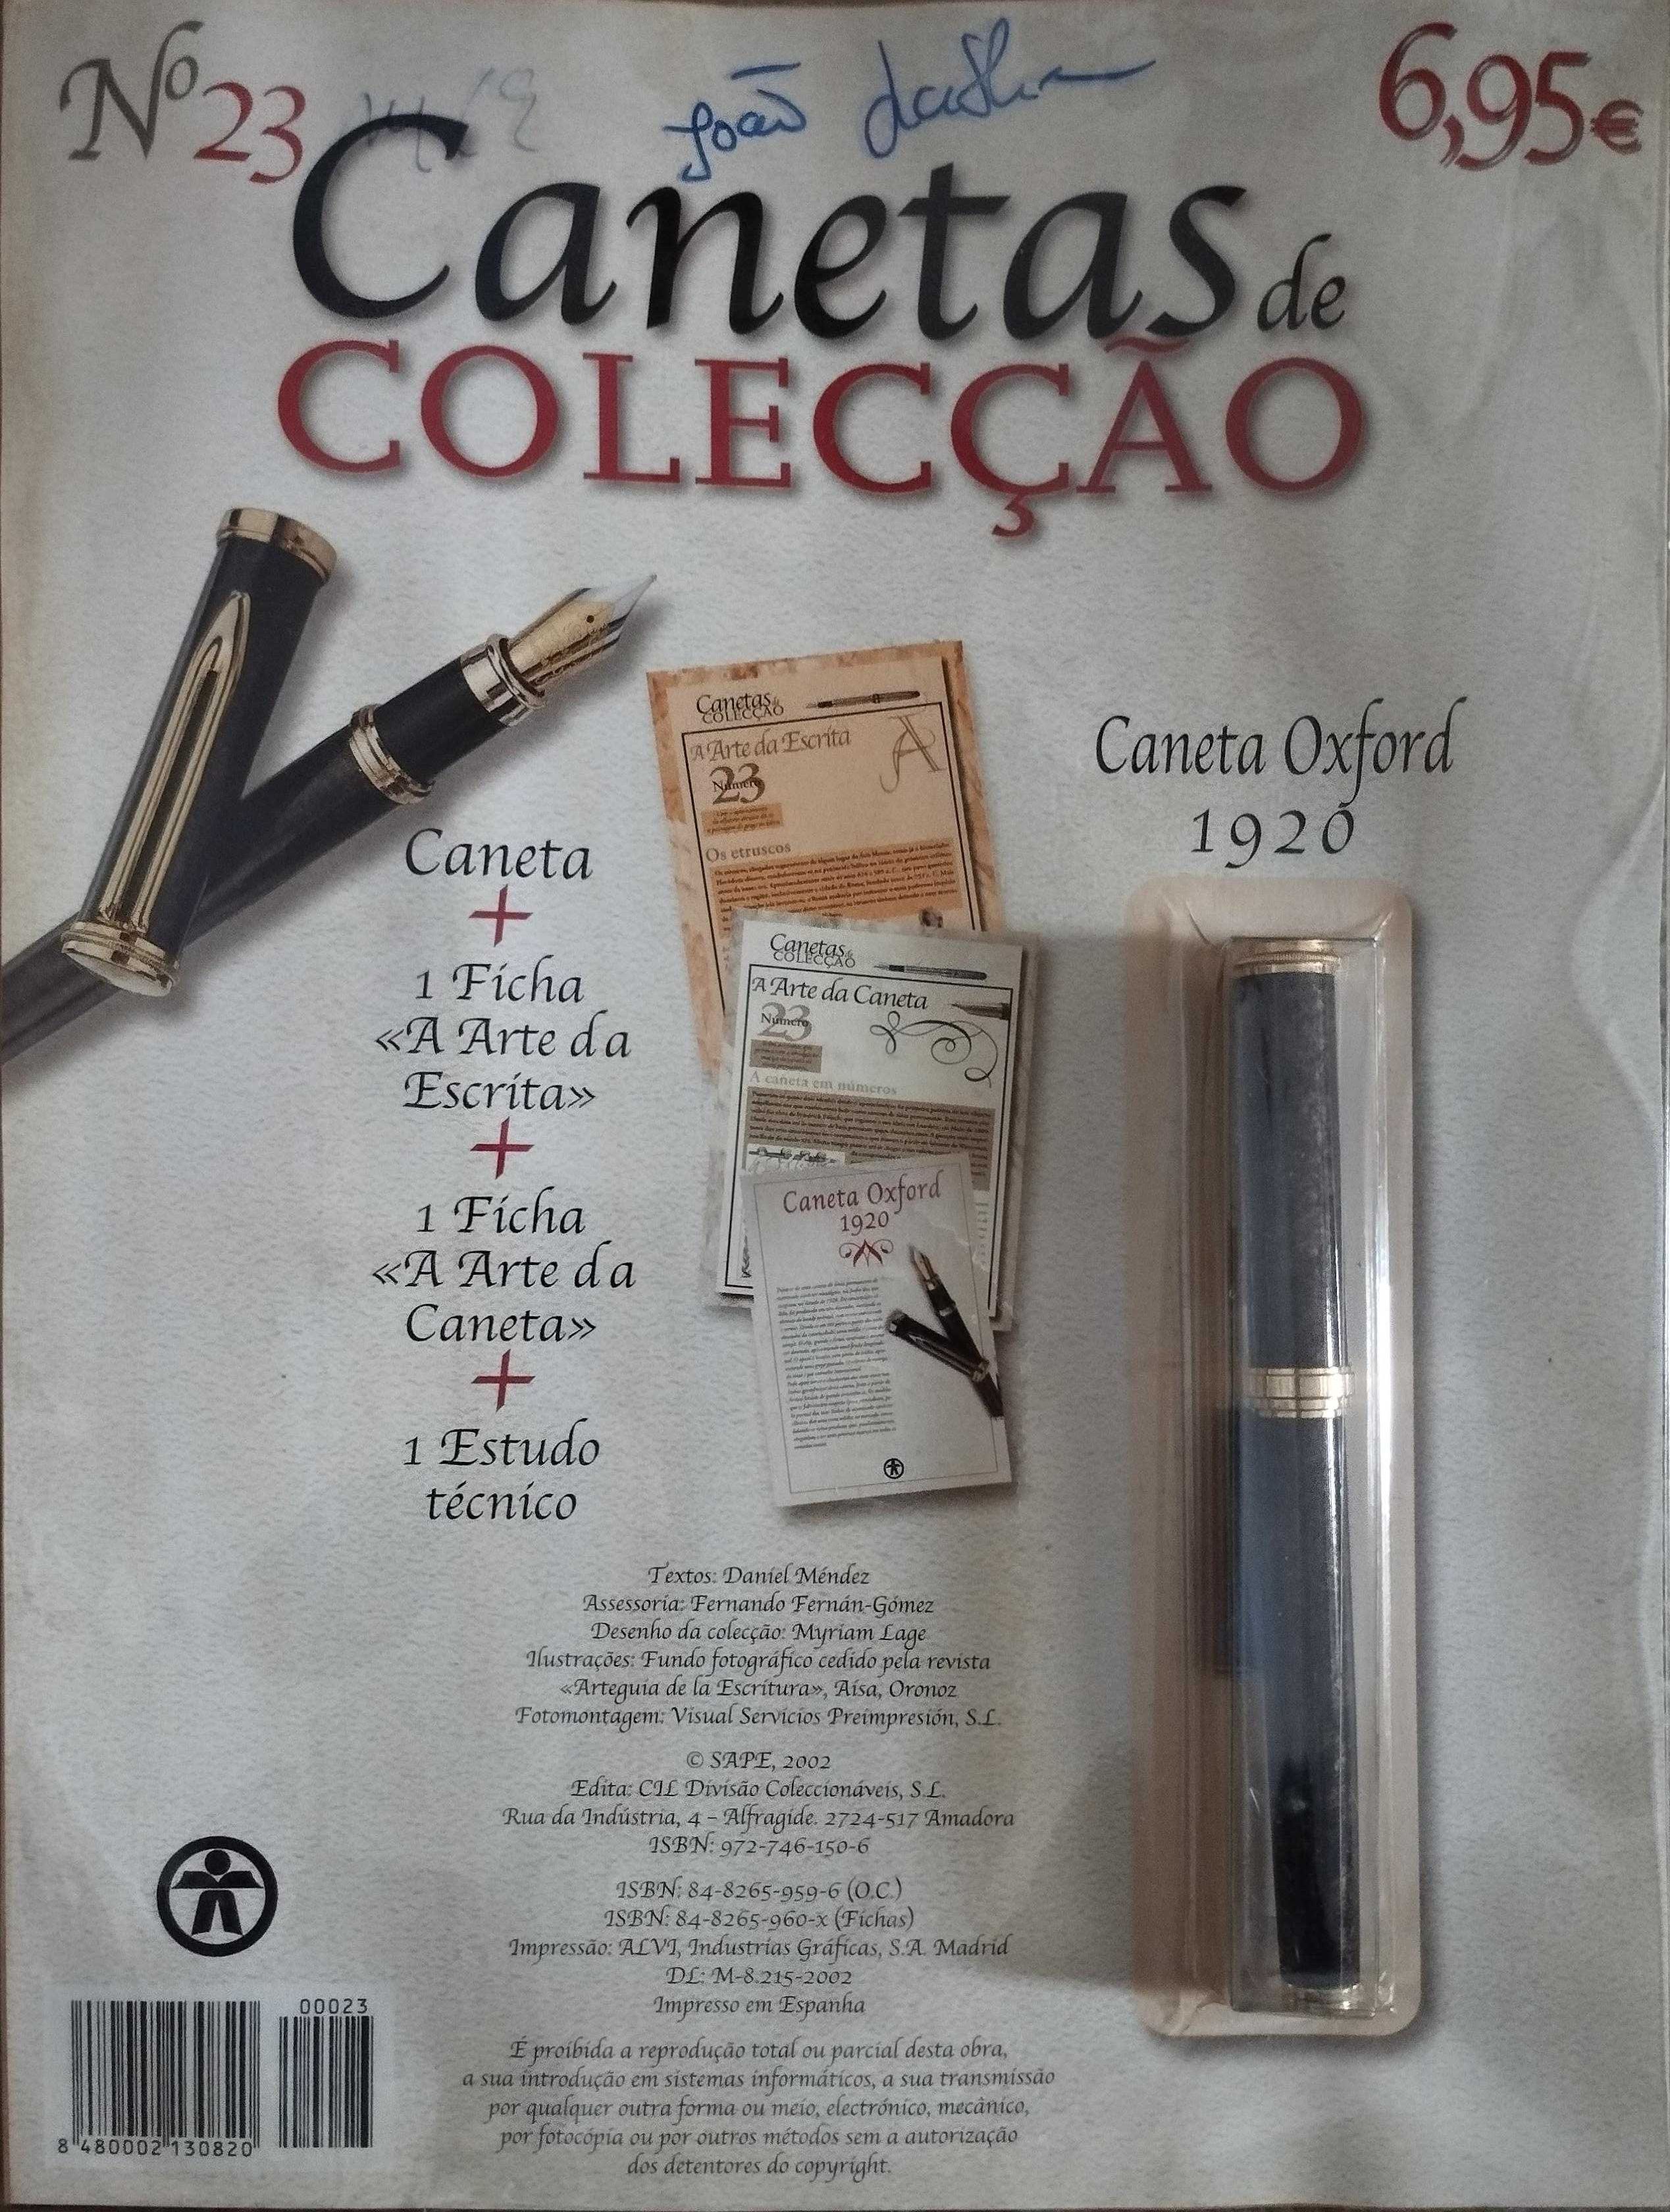 Nº 23
João
6,95€
Canetas de
COLECÇÃO
Caneta
+
1 Ficha
«A Arte da
Escrita»
+
1 Ficha
«A Arte da
Caneta»
+
1 Estudo
técnico
Canetas de
COLECÇÃO
A Arte da Escrita
A
23
Número
Os etruscos
Canetas de
COLECÇÃO
A Arte da Caneta
23
Número
A caneta em números
Caneta Oxford
1920
Caneta Oxford
1920
Textos: Daniel Méndez
Assessoria: Fernando Fernán-Gómez
Desenho da colecção: Myriam Lage
Ilustrações: Fundo fotográfico cedido pela revista
«Arteguia de la Escritura», Aisa, Oronoz
Fotomontagem: Visual Servicios Preimpresión, S.L.
© SAPE, 2002
Edita: CIL Divisão Coleccionáveis, S.L.
Rua da Indústria, 4 – Alfragide. 2724-517 Amadora
ISBN: 972-746-150-6
ISBN: 84-8265-959-6 (O.C.)
ISBN: 84-8265-960-x (Fichas)
Impressão: ALVI, Industrias Gráficas, S.A. Madrid
DL: M-8.215-2002
Impresso em Espanha
É proibida a reprodução total ou parcial desta obra,
a sua introdução em sistemas informáticos, a sua transmissão
por qualquer outra forma ou meio, electrónico, mecânico,
por fotocópia ou por outros métodos sem a autorização
dos detentores do copyright.
00023
8 480002 130820